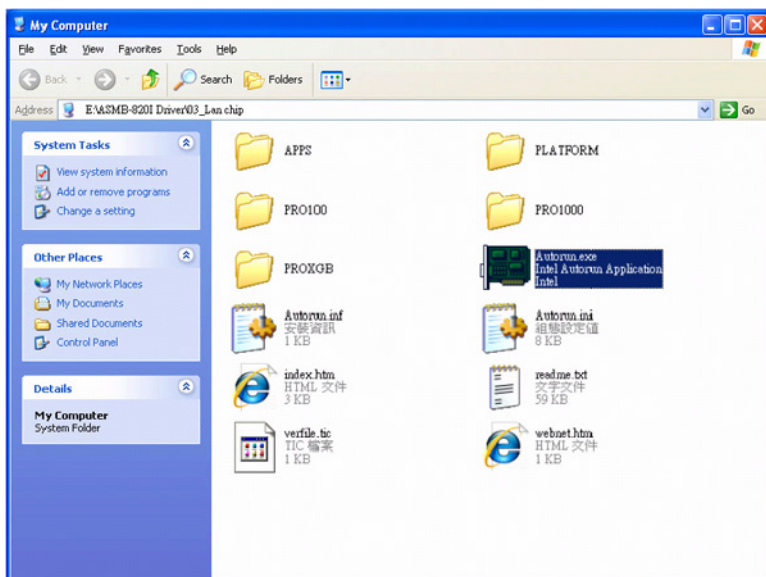 My Computer
File Edit View Favorites Tools Help
Back Search Folders
Address E:\ASMB-820I Driver\03_Lan chip Go
System Tasks
View system information
Add or remove programs
Change a setting
Other Places
My Network Places
My Documents
Shared Documents
Control Panel
Details
My Computer
System Folder
APPS
PLATFORM
PRO100
PRO1000
PROXGB
Autorun.exe
Intel Autorun Application
Intel
Autorun.inf
安裝資訊
1 KB
Autorun.ini
組態設定值
8 KB
index.htm
HTML 文件
3 KB
readme.txt
文字文件
59 KB
verfile.tic
TIC 檔案
1 KB
webnet.htm
HTML 文件
1 KB